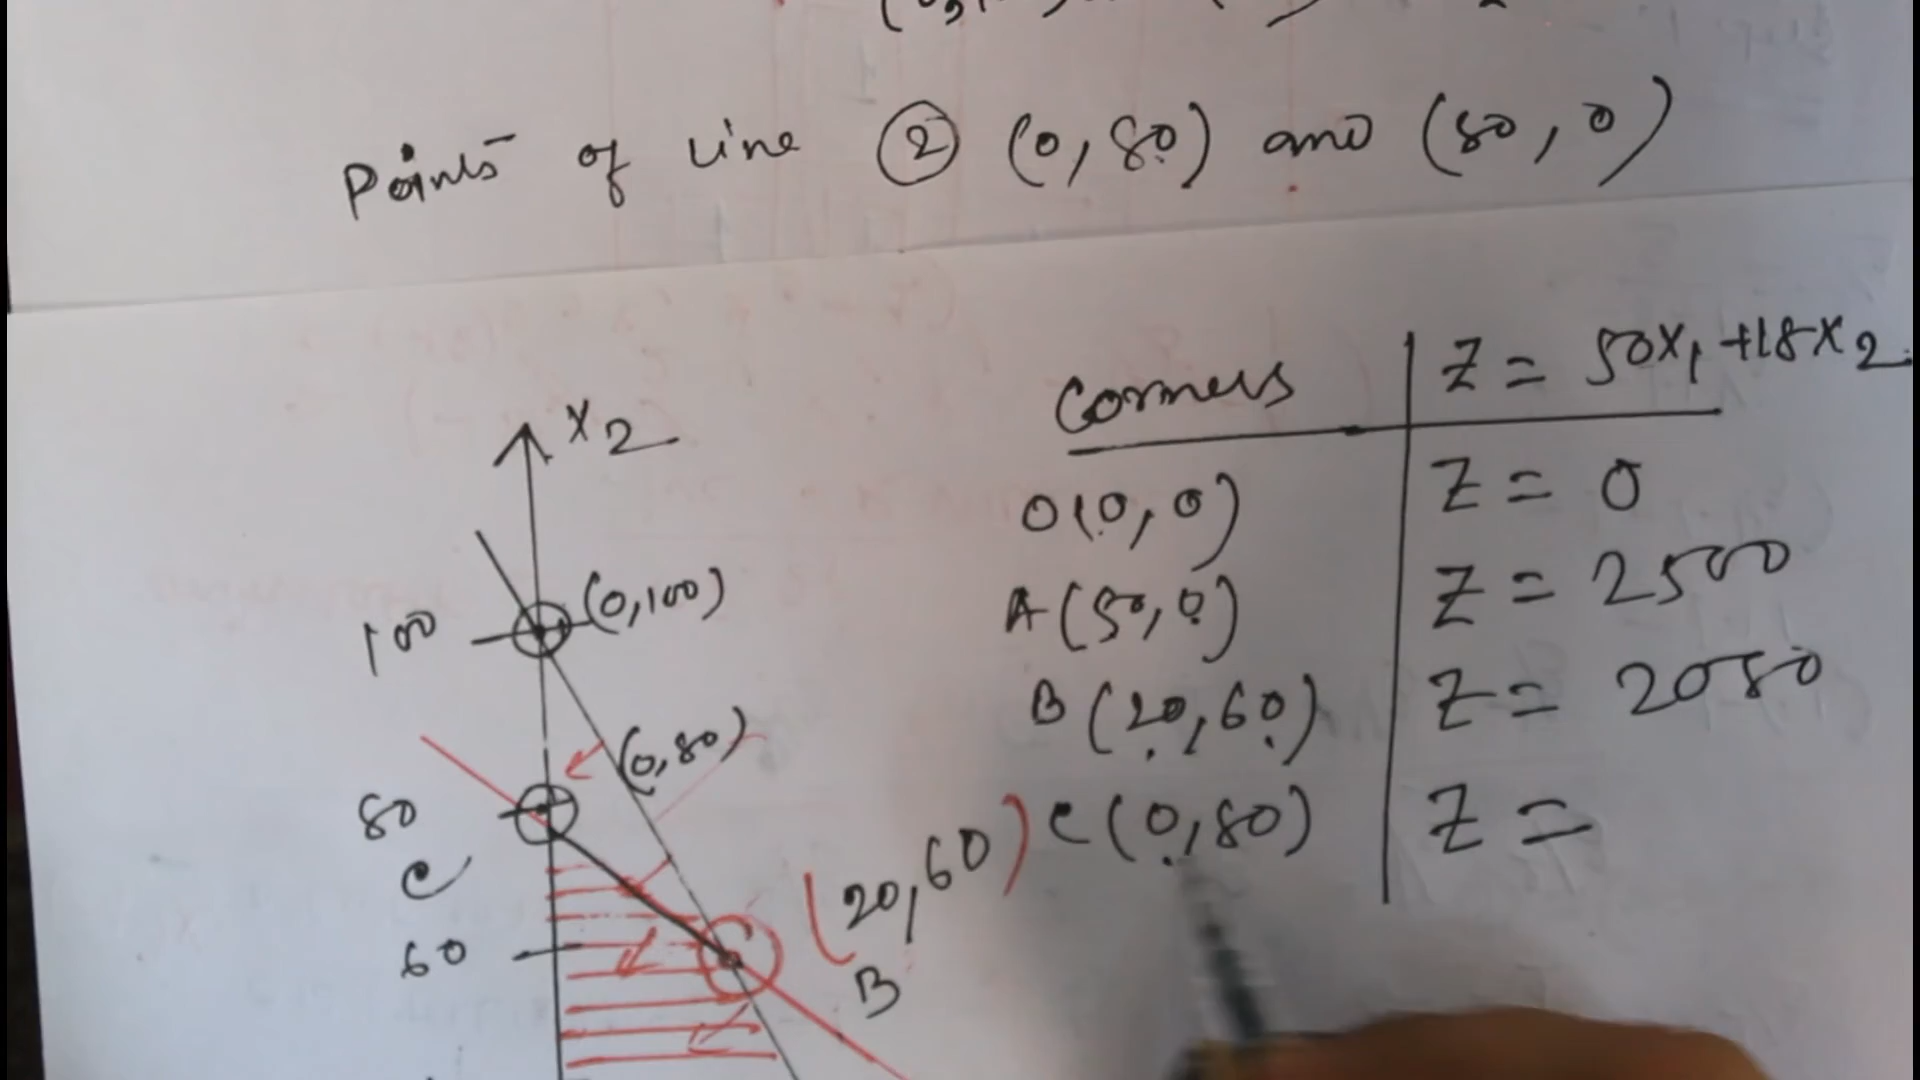 Points of Line ② (0,80) and (80,0)
Corners Z = 50X1 +18X2
O(0,0) Z = 0
A(50,0) Z = 2500
B(20,60) Z = 2080
C(0,80) Z =
X2
100 (0,100)
(0,80)
80
C
(20,60)
60
B